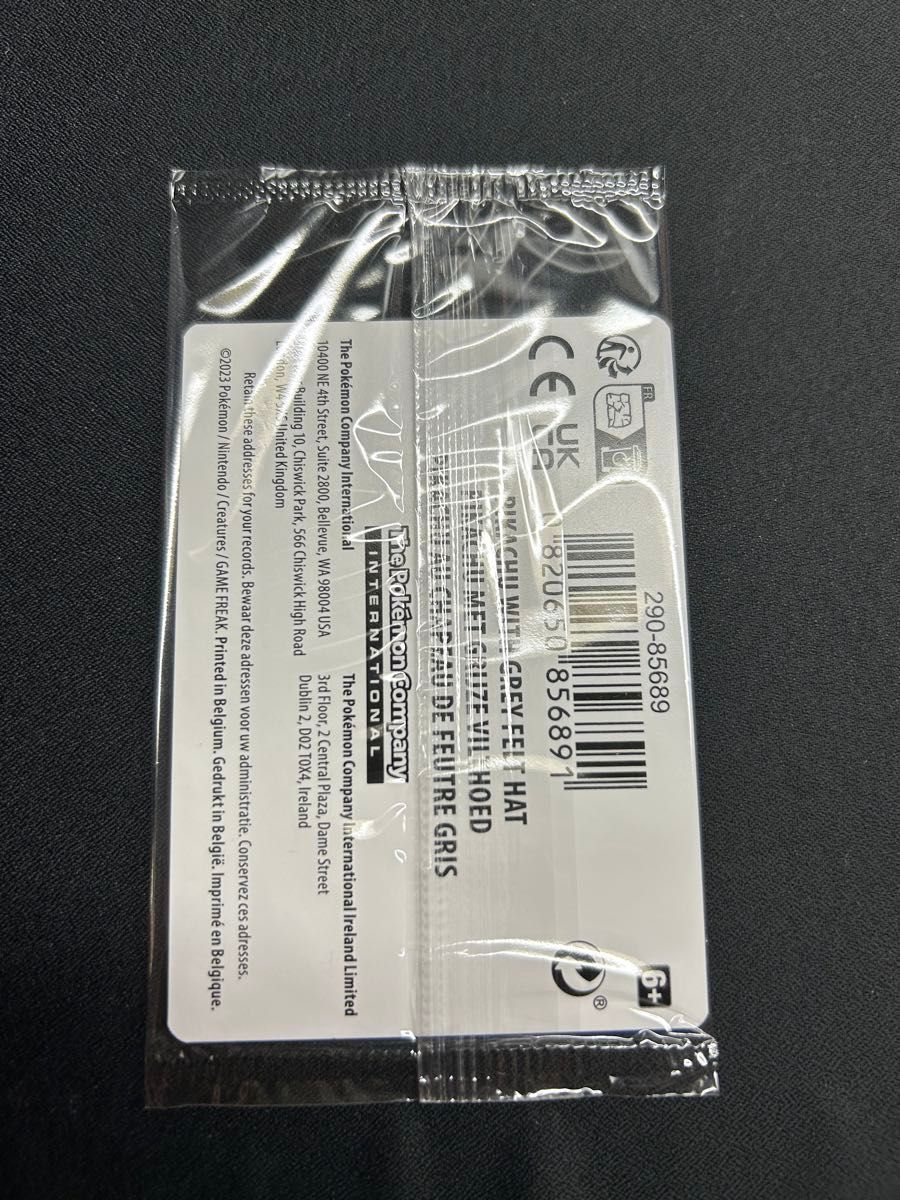 290-85689
6+
FR
CE
UK
CA
0 820650 856891
®
PIKACHU WITH GREY FELT HAT
PIKACHU MET GRIJZE VILTHOED
PIKACHU AU CHAPEAU DE FEUTRE GRIS
The Pokémon Company
INTERNATIONAL
The Pokémon Company International
10400 NE 4th Street, Suite 2800, Bellevue, WA 98004 USA
Building 10, Chiswick Park, 566 Chiswick High Road
London, W4 United Kingdom
The Pokémon Company International Ireland Limited
3rd Floor, 2 Central Plaza, Dame Street
Dublin 2, D02 T0X4, Ireland
Retain these addresses for your records. Bewaar deze adressen voor uw administratie. Conservez ces adresses.
©2023 Pokémon / Nintendo / Creatures / GAME FREAK. Printed in Belgium. Gedrukt in België. Imprimé en Belgique.